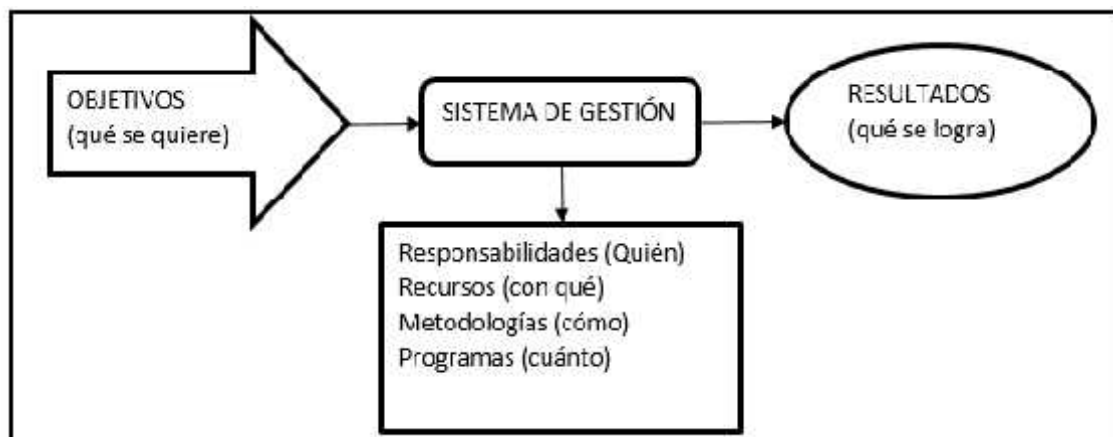 OBJETIVOS
(qué se quiere)
SISTEMA DE GESTIÓN
RESULTADOS
(qué se logra)
Responsabilidades (Quién)
Recursos (con qué)
Metodologías (cómo)
Programas (cuánto)